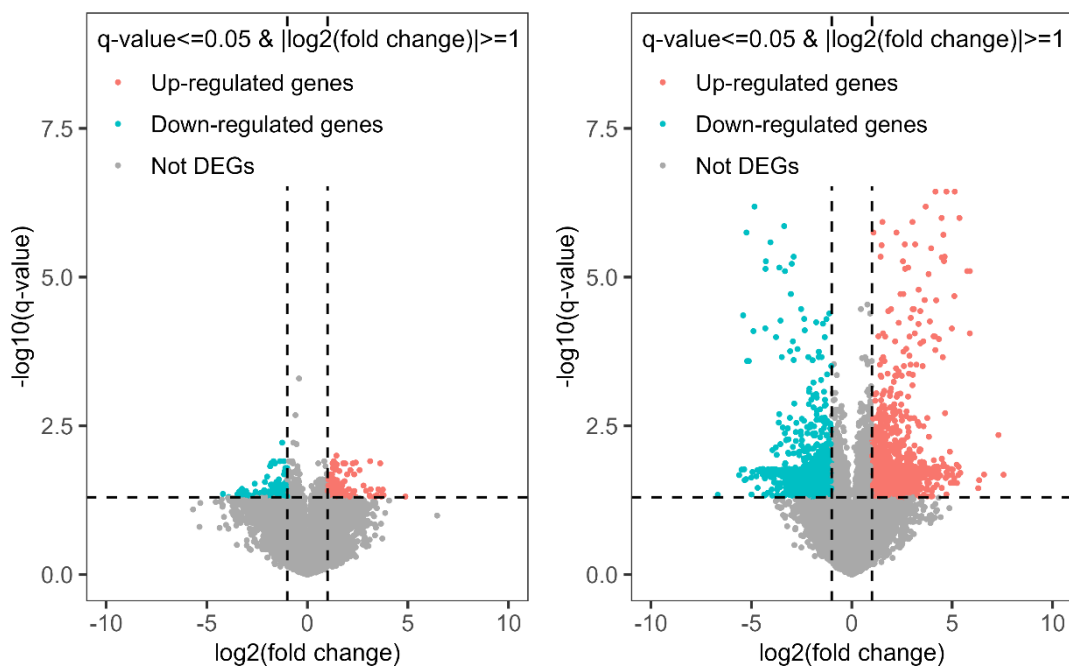 q-value<=0.05 & |log2(fold change)|>=1
Up-regulated genes
Down-regulated genes
Not DEGs
7.5
5.0
2.5
0.0
-log10(q-value)
-10
-5
0
5
10
log2(fold change)
q-value<=0.05 & |log2(fold change)|>=1
Up-regulated genes
Down-regulated genes
Not DEGs
7.5
5.0
2.5
0.0
-log10(q-value)
-10
-5
0
5
10
log2(fold change)